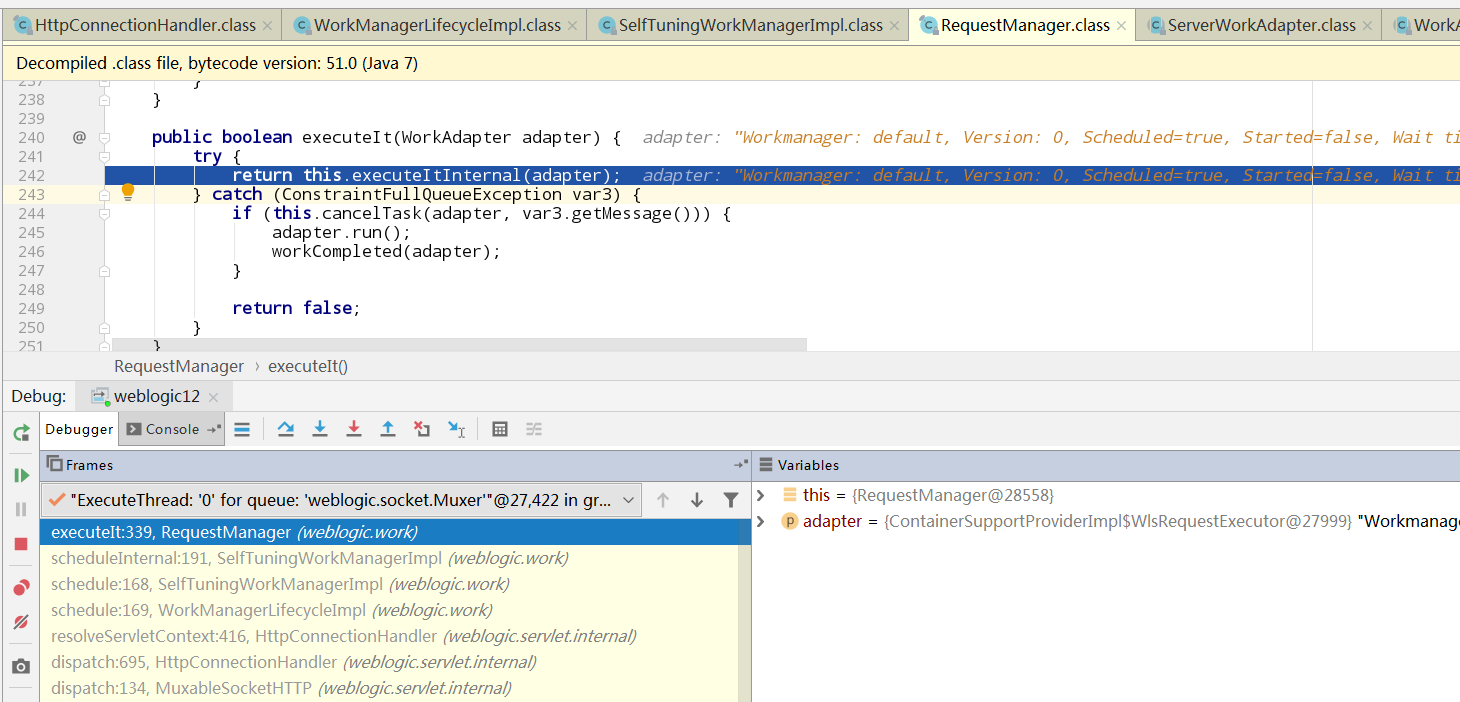 HttpConnectionHandler.class WorkManagerLifecycleImpl.class SelfTuningWorkManagerImpl.class RequestManager.class ServerWorkAdapter.class WorkA
Decompiled .class file, bytecode version: 51.0 (Java 7)
237 }
238 }
239
240 @ public boolean executeIt(WorkAdapter adapter) { adapter: "Workmanager: default, Version: 0, Scheduled=true, Started=false, Wait ti
241 try {
242 return this.executeItInternal(adapter); adapter: "Workmanager: default, Version: 0, Scheduled=true, Started=false, Wait ti
243 } catch (ConstraintFullQueueException var3) {
244 if (this.cancelTask(adapter, var3.getMessage())) {
245 adapter.run();
246 workCompleted(adapter);
247 }
248
249 return false;
250 }
251 }
RequestManager › executeIt()
Debug: weblogic12
Debugger Console
Frames
Variables
"ExecuteThread: '0' for queue: 'weblogic.socket.Muxer'"@27,422 in gr...
this = {RequestManager@28558}
adapter = {ContainerSupportProviderImpl$WlsRequestExecutor@27999} "Workmanage
executeIt:339, RequestManager (weblogic.work)
scheduleInternal:191, SelfTuningWorkManagerImpl (weblogic.work)
schedule:168, SelfTuningWorkManagerImpl (weblogic.work)
schedule:169, WorkManagerLifecycleImpl (weblogic.work)
resolveServletContext:416, HttpConnectionHandler (weblogic.servlet.internal)
dispatch:695, HttpConnectionHandler (weblogic.servlet.internal)
dispatch:134, MuxableSocketHTTP (weblogic.servlet.internal)